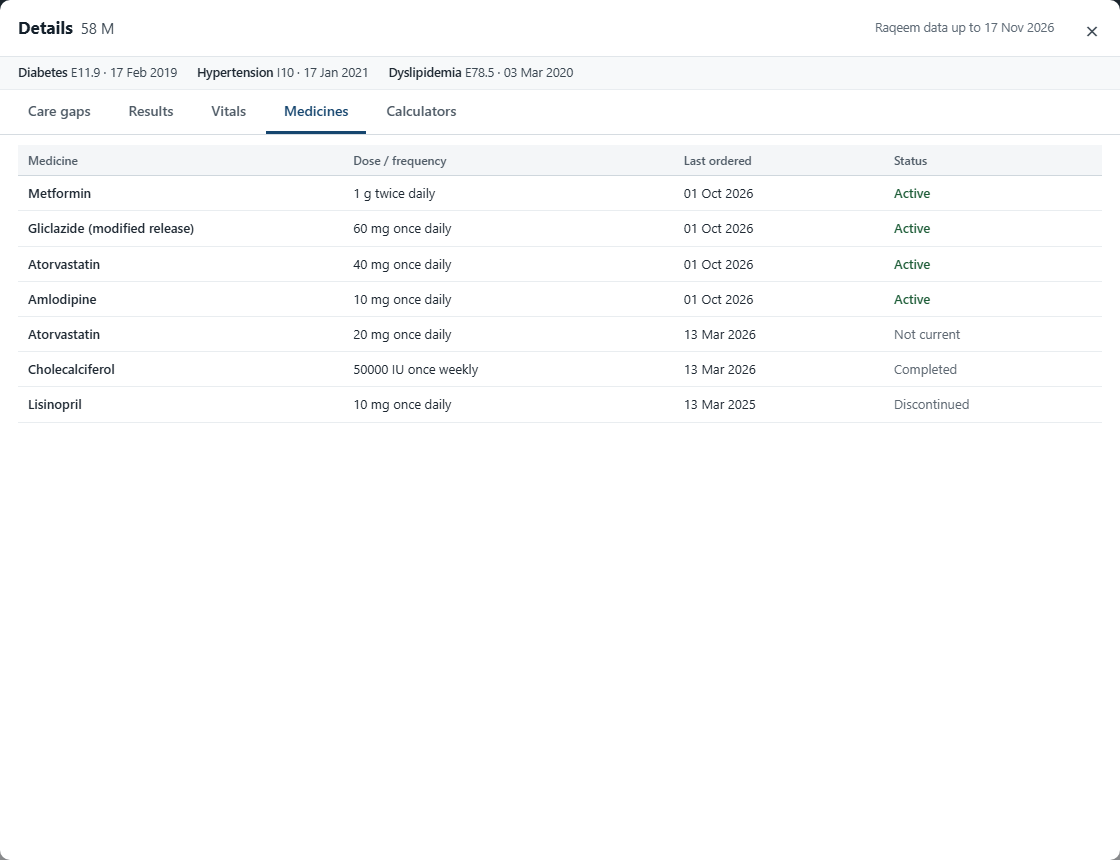 Details 58 M
Raqeem data up to 17 Nov 2026 ×
Diabetes E11.9 · 17 Feb 2019 Hypertension I10 · 17 Jan 2021 Dyslipidemia E78.5 · 03 Mar 2020
Care gaps Results Vitals Medicines Calculators
Medicine Dose / frequency Last ordered Status
Metformin 1 g twice daily 01 Oct 2026 Active
Gliclazide (modified release) 60 mg once daily 01 Oct 2026 Active
Atorvastatin 40 mg once daily 01 Oct 2026 Active
Amlodipine 10 mg once daily 01 Oct 2026 Active
Atorvastatin 20 mg once daily 13 Mar 2026 Not current
Cholecalciferol 50000 IU once weekly 13 Mar 2026 Completed
Lisinopril 10 mg once daily 13 Mar 2025 Discontinued